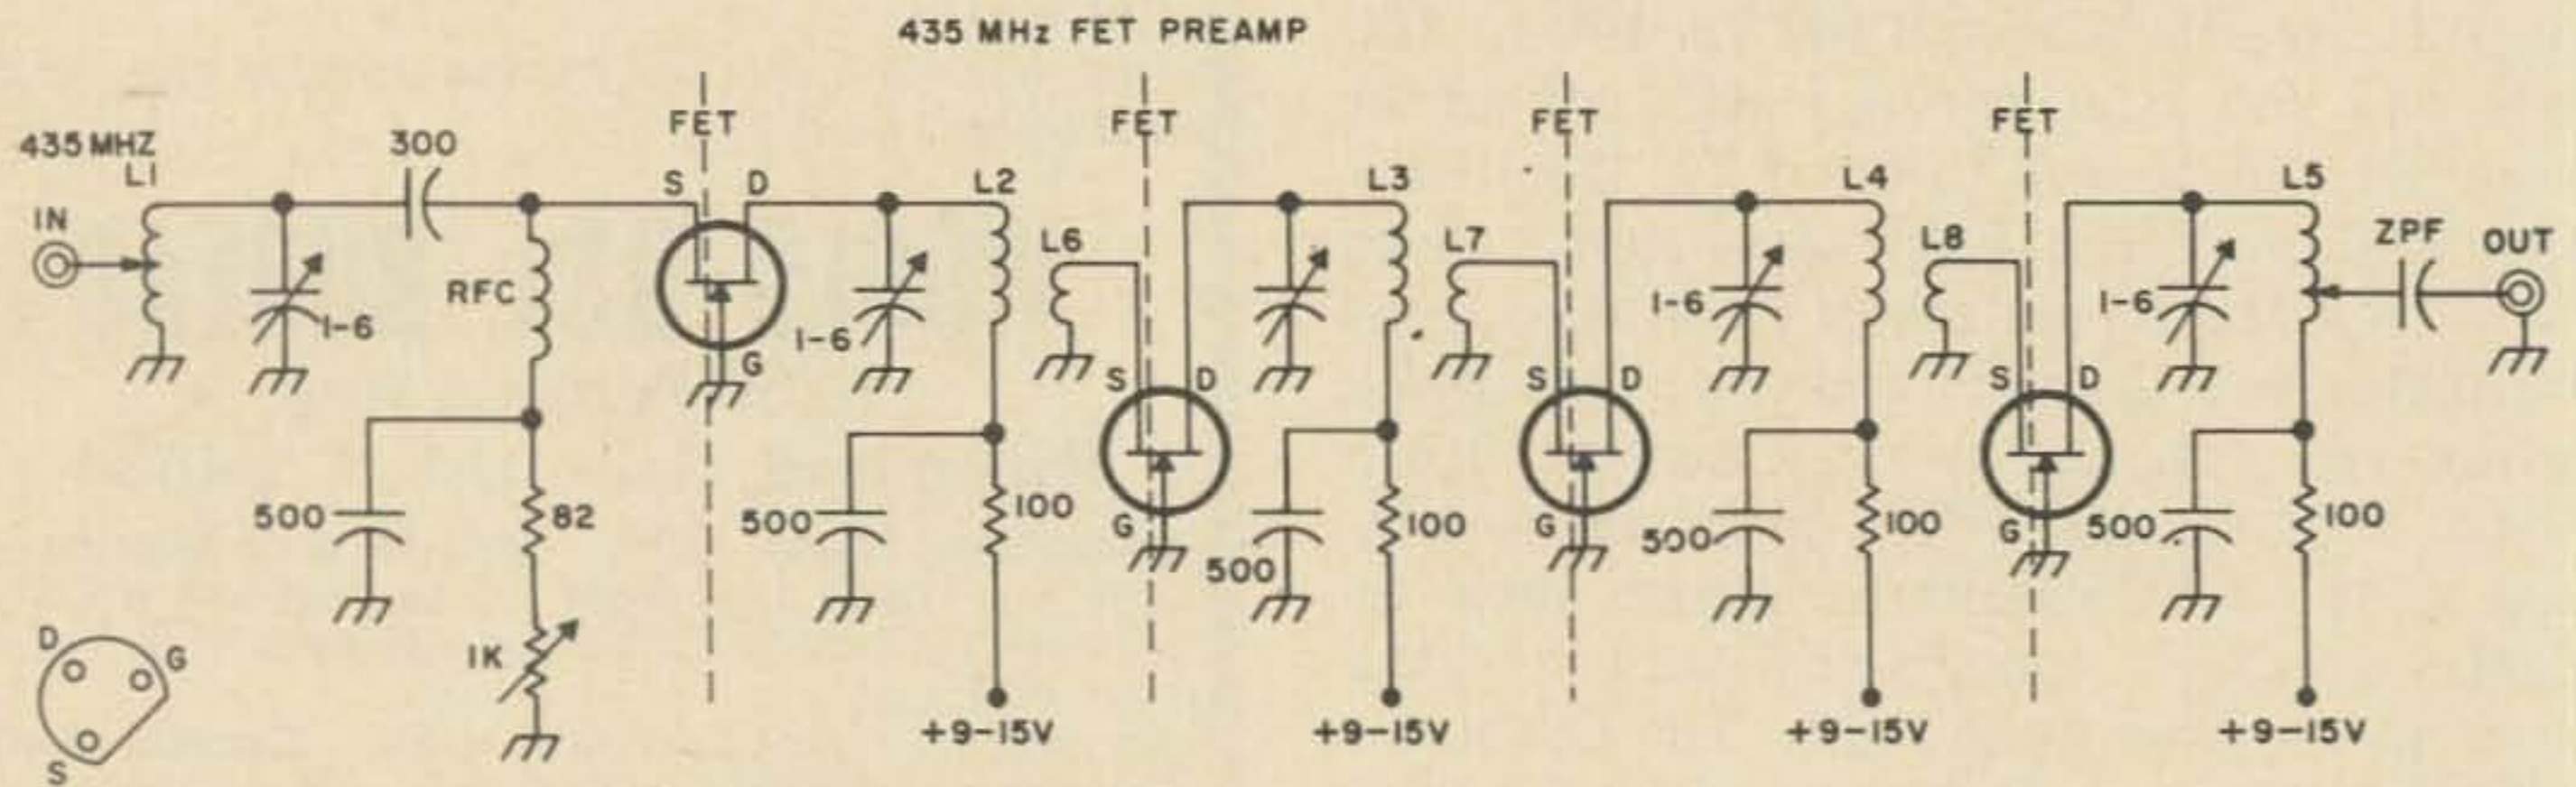 435 MHz FET PREAMP
FET
FET
FET
FET
435 MHZ
L1
300
S
D
L2
L3
L4
L5
IN
L6
L7
L8
ZPF
OUT
RFC
1-6
1-6
1-6
1-6
G
S
D
S
D
S
D
500
82
500
100
G
500
100
G
500
100
G
500
100
1K
D
G
S
+9-15V
+9-15V
+9-15V
+9-15V